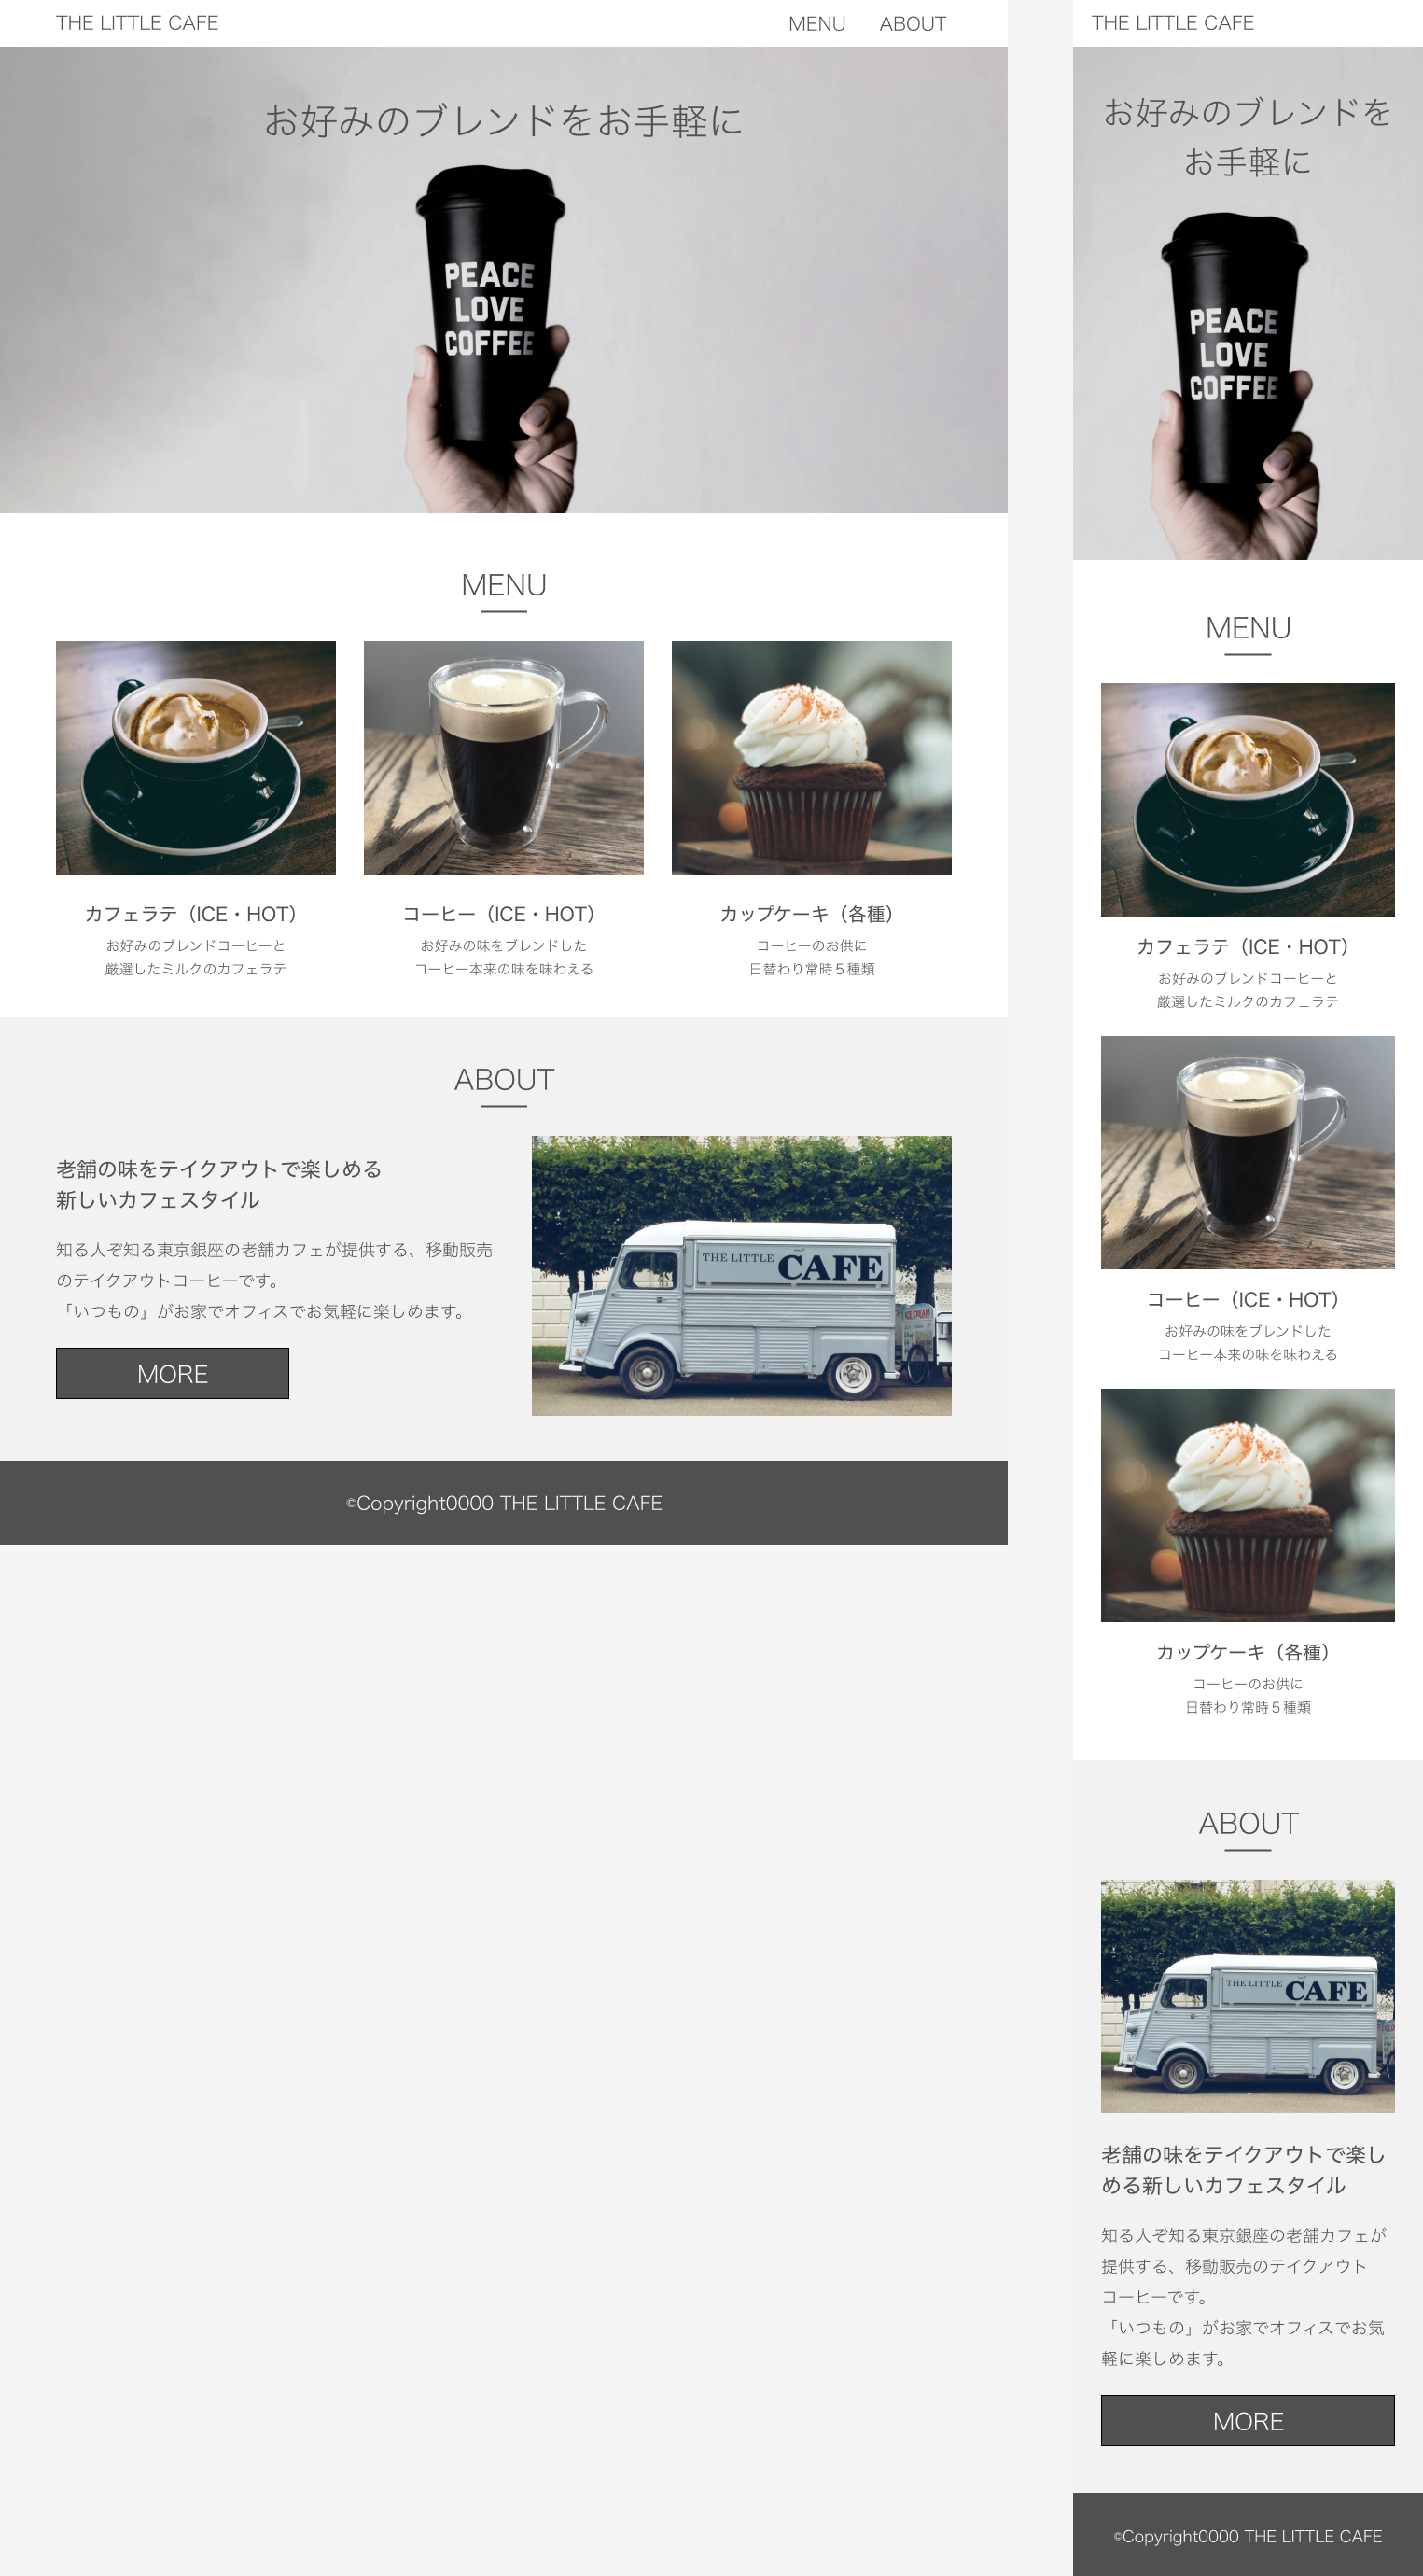 THE LITTLE CAFE
MENU ABOUT
お好みのブレンドをお手軽に
PEACE
LOVE
COFFEE
MENU
カフェラテ（ICE・HOT）
お好みのブレンドコーヒーと
厳選したミルクのカフェラテ
コーヒー（ICE・HOT）
お好みの味をブレンドした
コーヒー本来の味を味わえる
カップケーキ（各種）
コーヒーのお供に
日替わり常時５種類
ABOUT
老舗の味をテイクアウトで楽しめる
新しいカフェスタイル
知る人ぞ知る東京銀座の老舗カフェが提供する、移動販売
のテイクアウトコーヒーです。
「いつもの」がお家でオフィスでお気軽に楽しめます。
MORE
THE LITTLE CAFE
ICE CREAM
©Copyright0000 THE LITTLE CAFE
THE LITTLE CAFE
お好みのブレンドを
お手軽に
PEACE
LOVE
COFFEE
MENU
カフェラテ（ICE・HOT）
お好みのブレンドコーヒーと
厳選したミルクのカフェラテ
コーヒー（ICE・HOT）
お好みの味をブレンドした
コーヒー本来の味を味わえる
カップケーキ（各種）
コーヒーのお供に
日替わり常時５種類
ABOUT
THE LITTLE CAFE
老舗の味をテイクアウトで楽し
める新しいカフェスタイル
知る人ぞ知る東京銀座の老舗カフェが
提供する、移動販売のテイクアウト
コーヒーです。
「いつもの」がお家でオフィスでお気
軽に楽しめます。
MORE
©Copyright0000 THE LITTLE CAFE